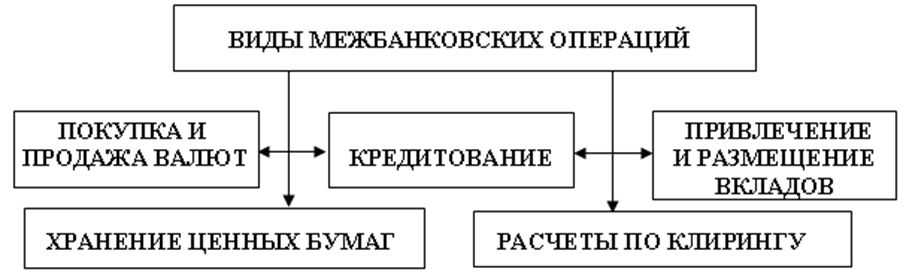 ВИДЫ МЕЖБАНКОВСКИХ ОПЕРАЦИЙ
ПОКУПКА И
ПРОДАЖА ВАЛЮТ
КРЕДИТОВАНИЕ
ПРИВЛЕЧЕНИЕ
И РАЗМЕЩЕНИЕ
ВКЛАДОВ
ХРАНЕНИЕ ЦЕННЫХ БУМАГ
РАСЧЕТЫ ПО КЛИРИНГУ